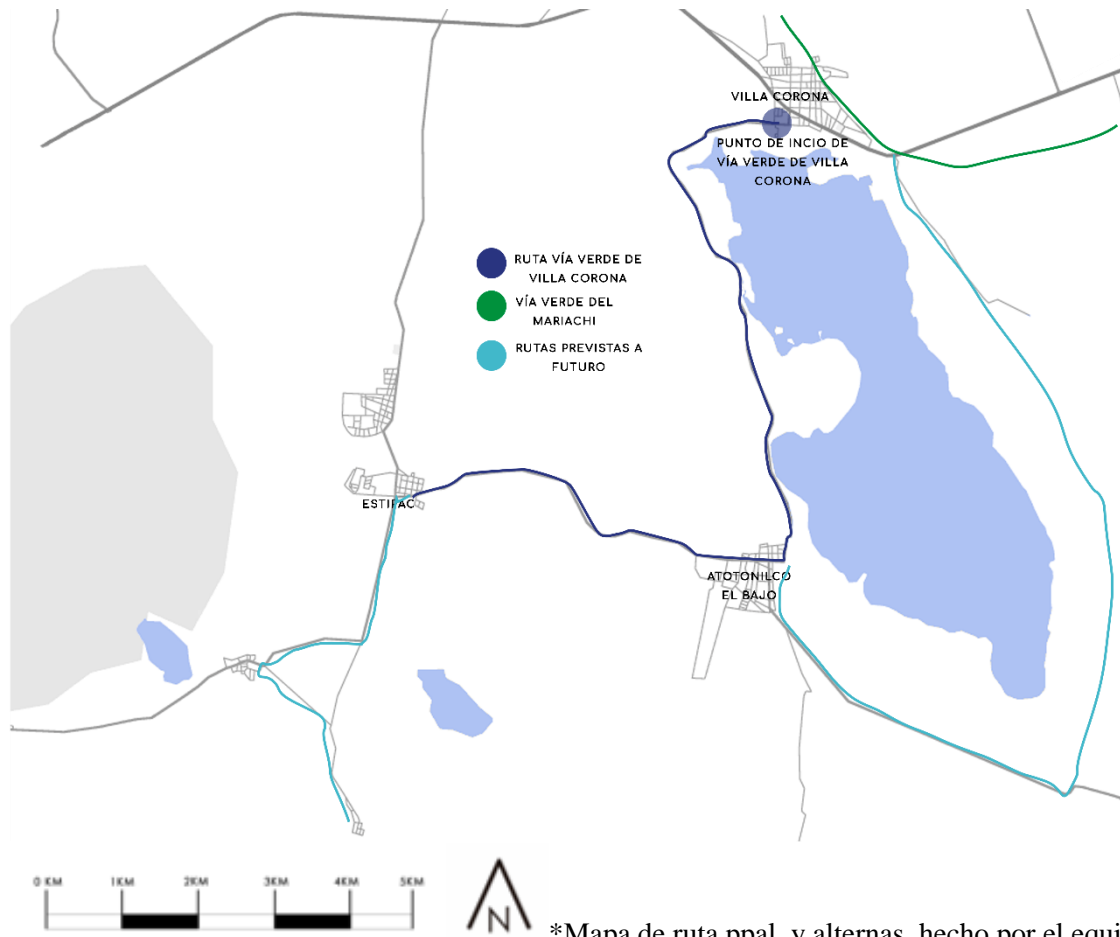 VILLA CORONA
PUNTO DE INCIO DE
VÍA VERDE DE VILLA
CORONA
RUTA VÍA VERDE DE
VILLA CORONA
VÍA VERDE DEL
MARIACHI
RUTAS PREVISTAS A
FUTURO
ESTIPAC
ATOTONILCO
EL BAJO
0 KM 1KM 2KM 3KM 4KM 5KM
N
*Mapa de ruta ppal. y alternas, hecho por el equi